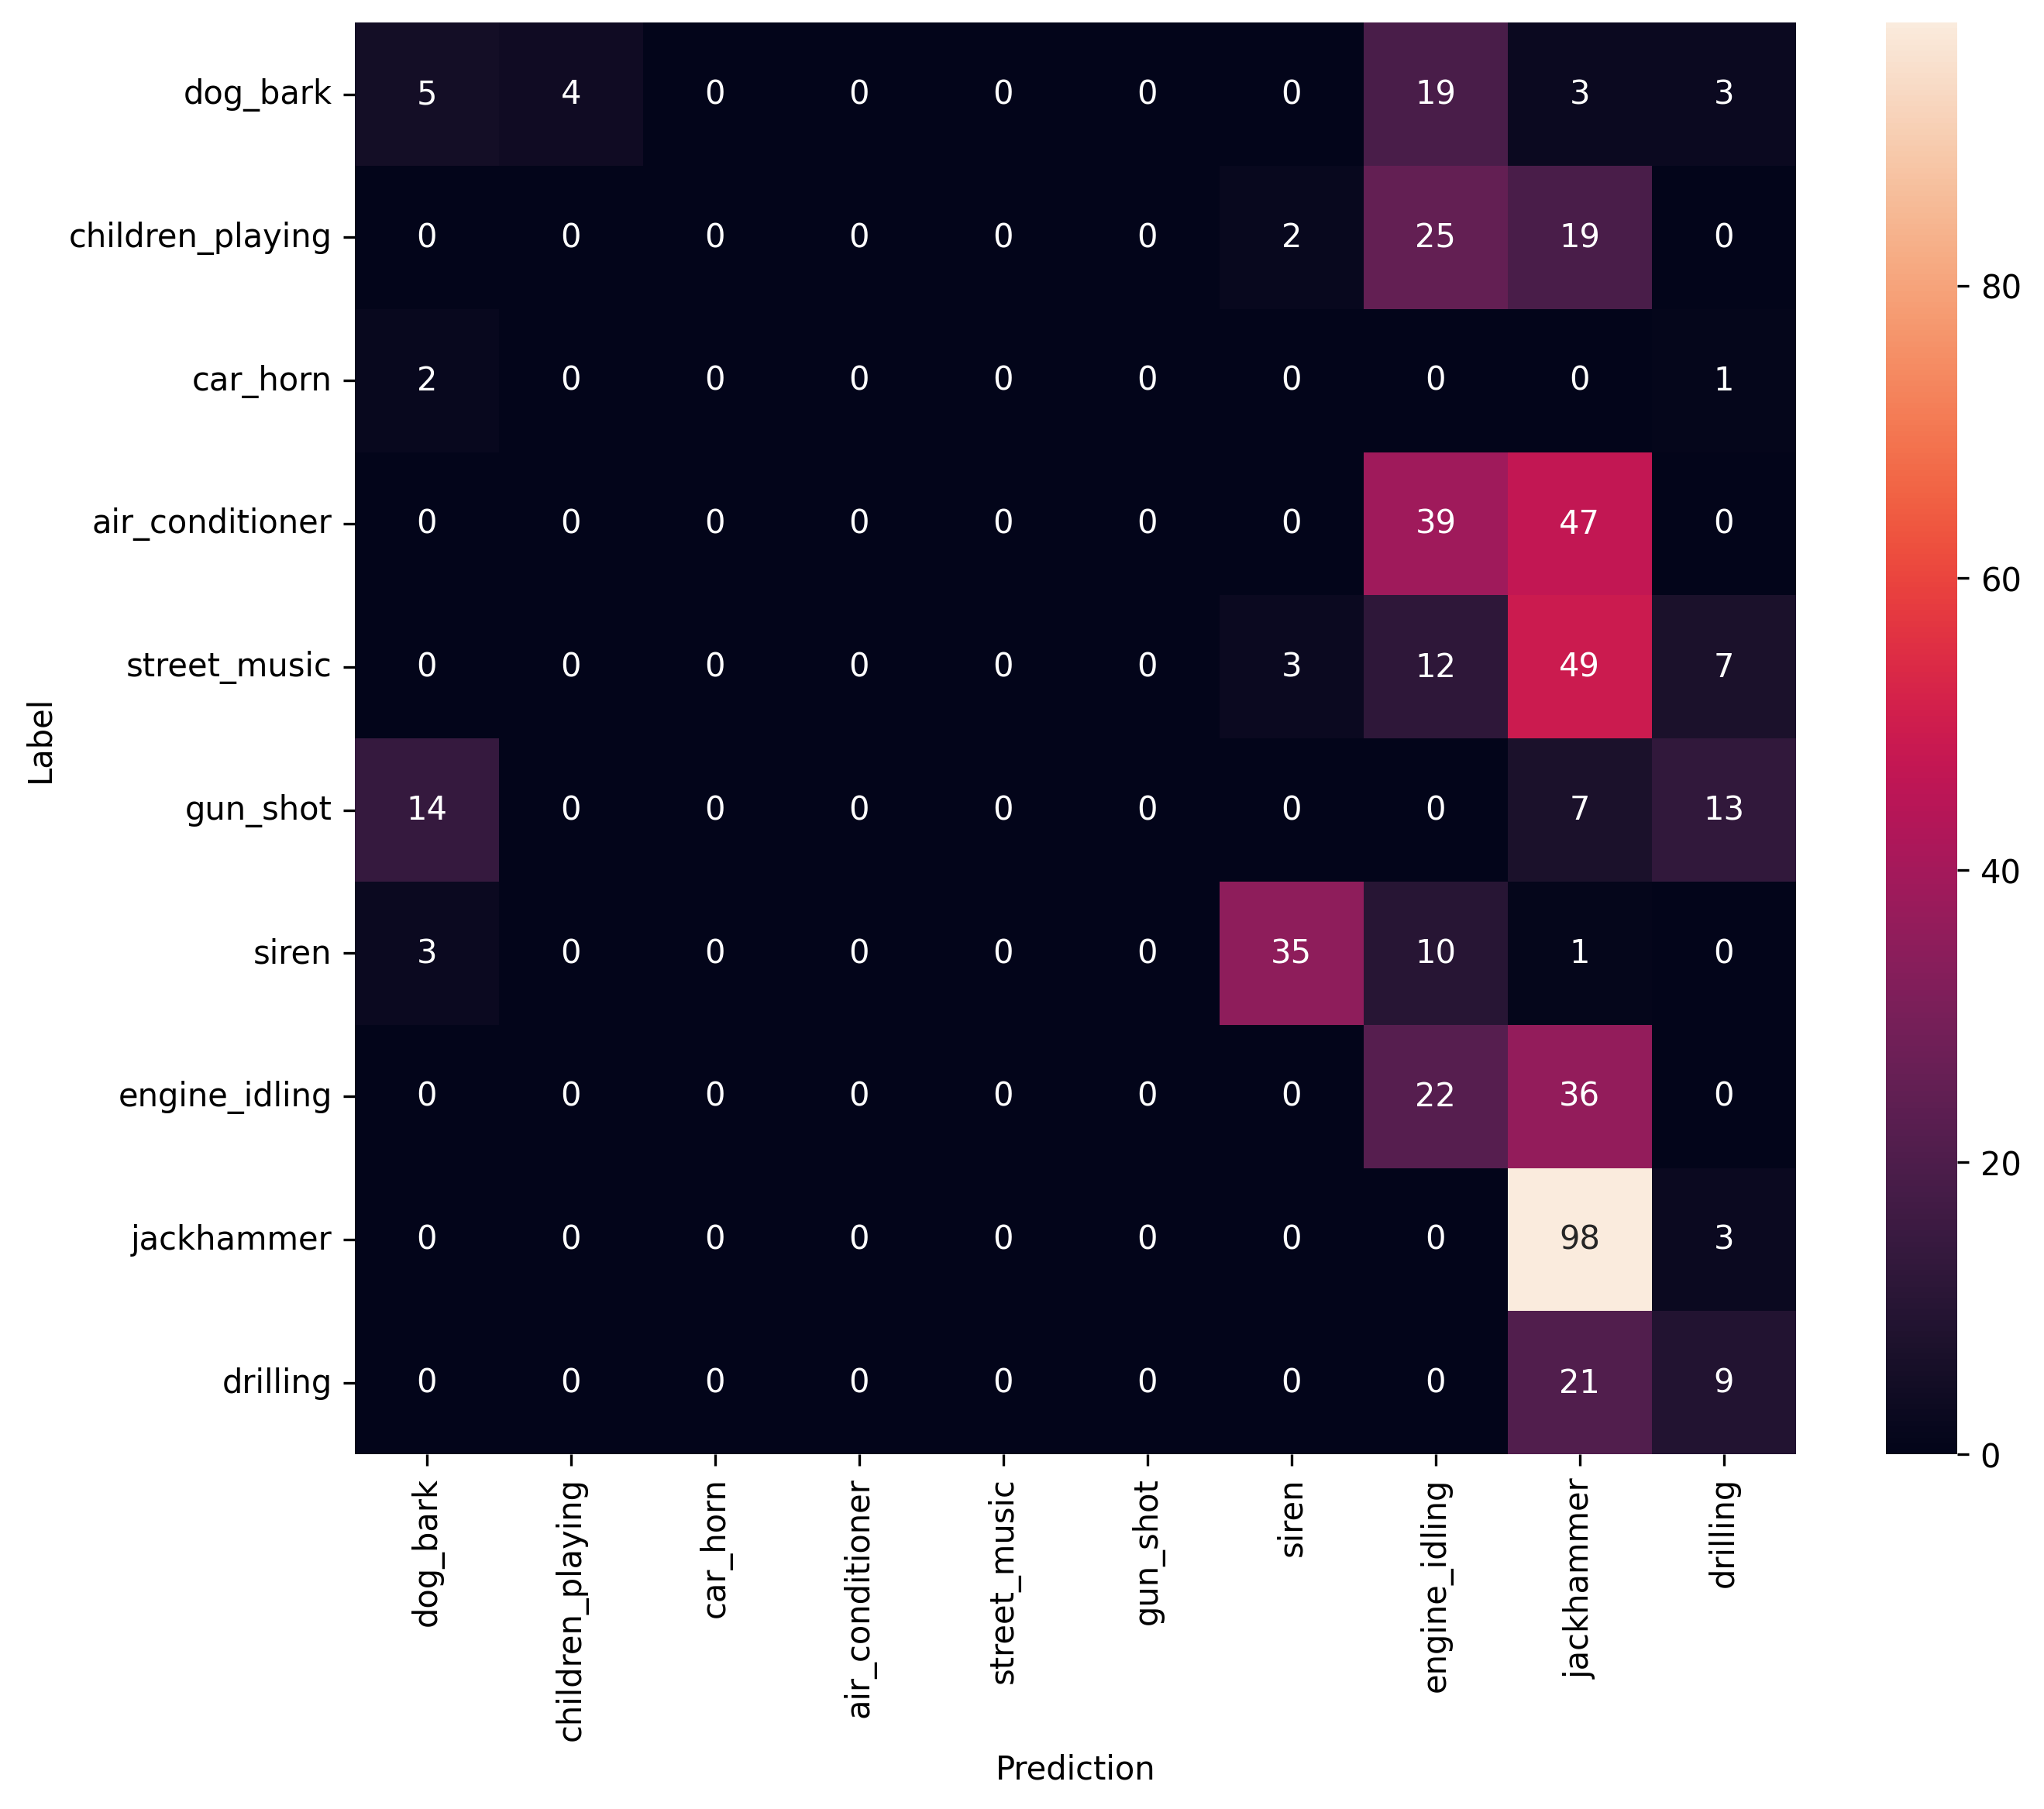 dog_bark 5 4 0 0 0 0 0 19 3 3
children_playing 0 0 0 0 0 0 2 25 19 0
80
car_horn 2 0 0 0 0 0 0 0 0 1
air_conditioner 0 0 0 0 0 0 0 39 47 0
60
street_music 0 0 0 0 0 0 3 12 49 7
Label
gun_shot 14 0 0 0 0 0 0 0 7 13
40
siren 3 0 0 0 0 0 35 10 1 0
engine_idling 0 0 0 0 0 0 0 22 36 0
20
jackhammer 0 0 0 0 0 0 0 0 98 3
drilling 0 0 0 0 0 0 0 0 21 9
0
dog_bark
children_playing
car_horn
air_conditioner
street_music
gun_shot
siren
engine_idling
jackhammer
drilling
Prediction